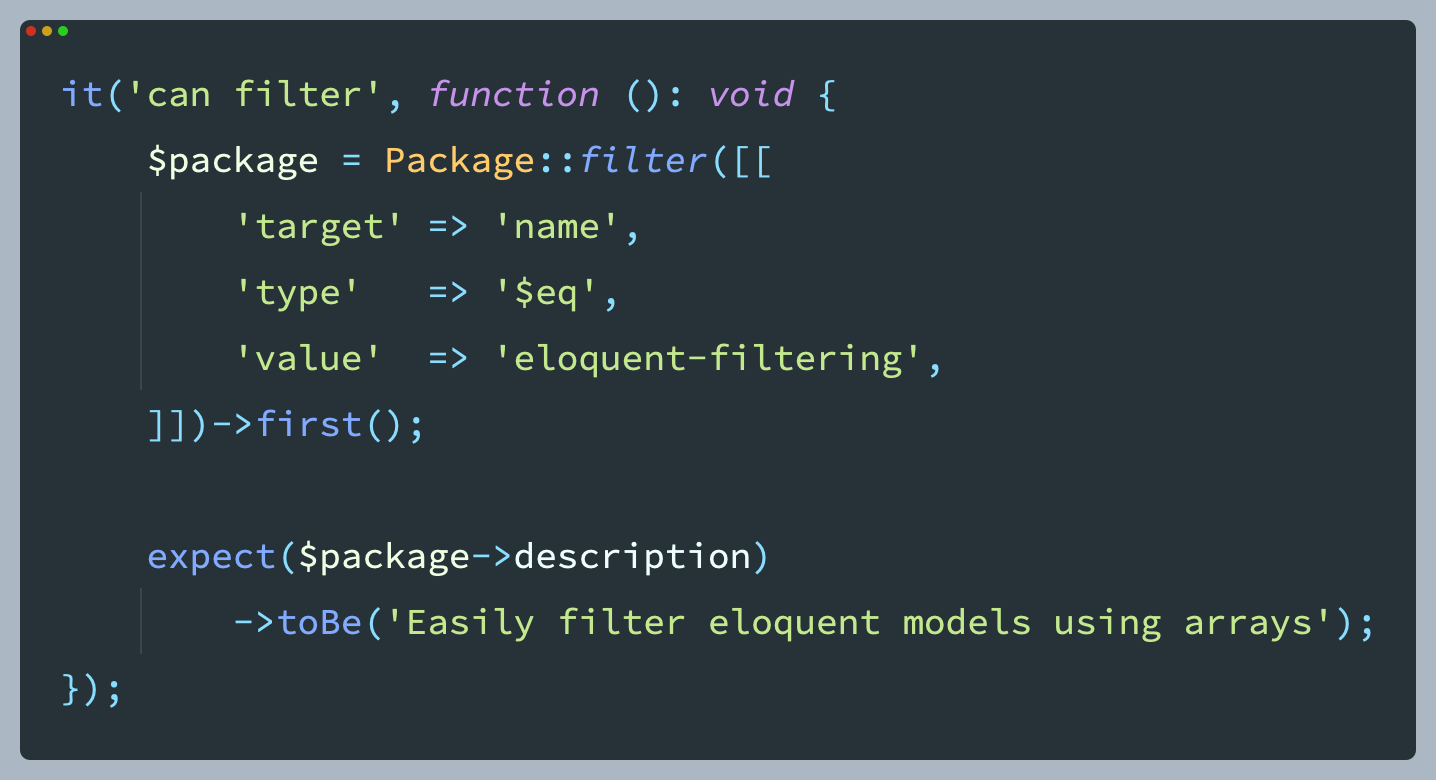 it('can filter', function (): void {
    $package = Package::filter([[
        'target' => 'name',
        'type'   => '$eq',
        'value'  => 'eloquent-filtering',
    ]])->first();

    expect($package->description)
        ->toBe('Easily filter eloquent models using arrays');
});